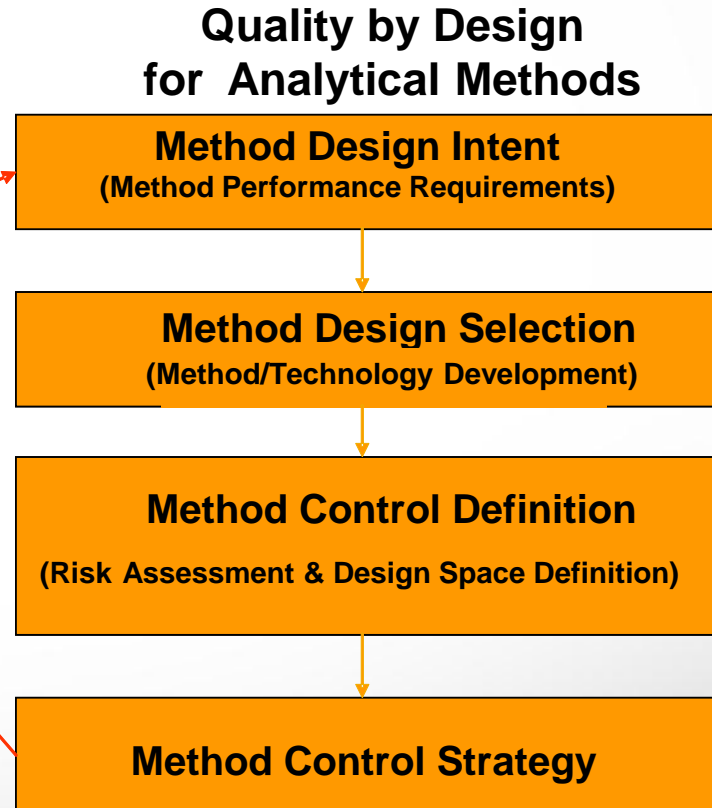 Quality by Design
for Analytical Methods
Method Design Intent
(Method Performance Requirements)
Method Design Selection
(Method/Technology Development)
Method Control Definition
(Risk Assessment & Design Space Definition)
Method Control Strategy